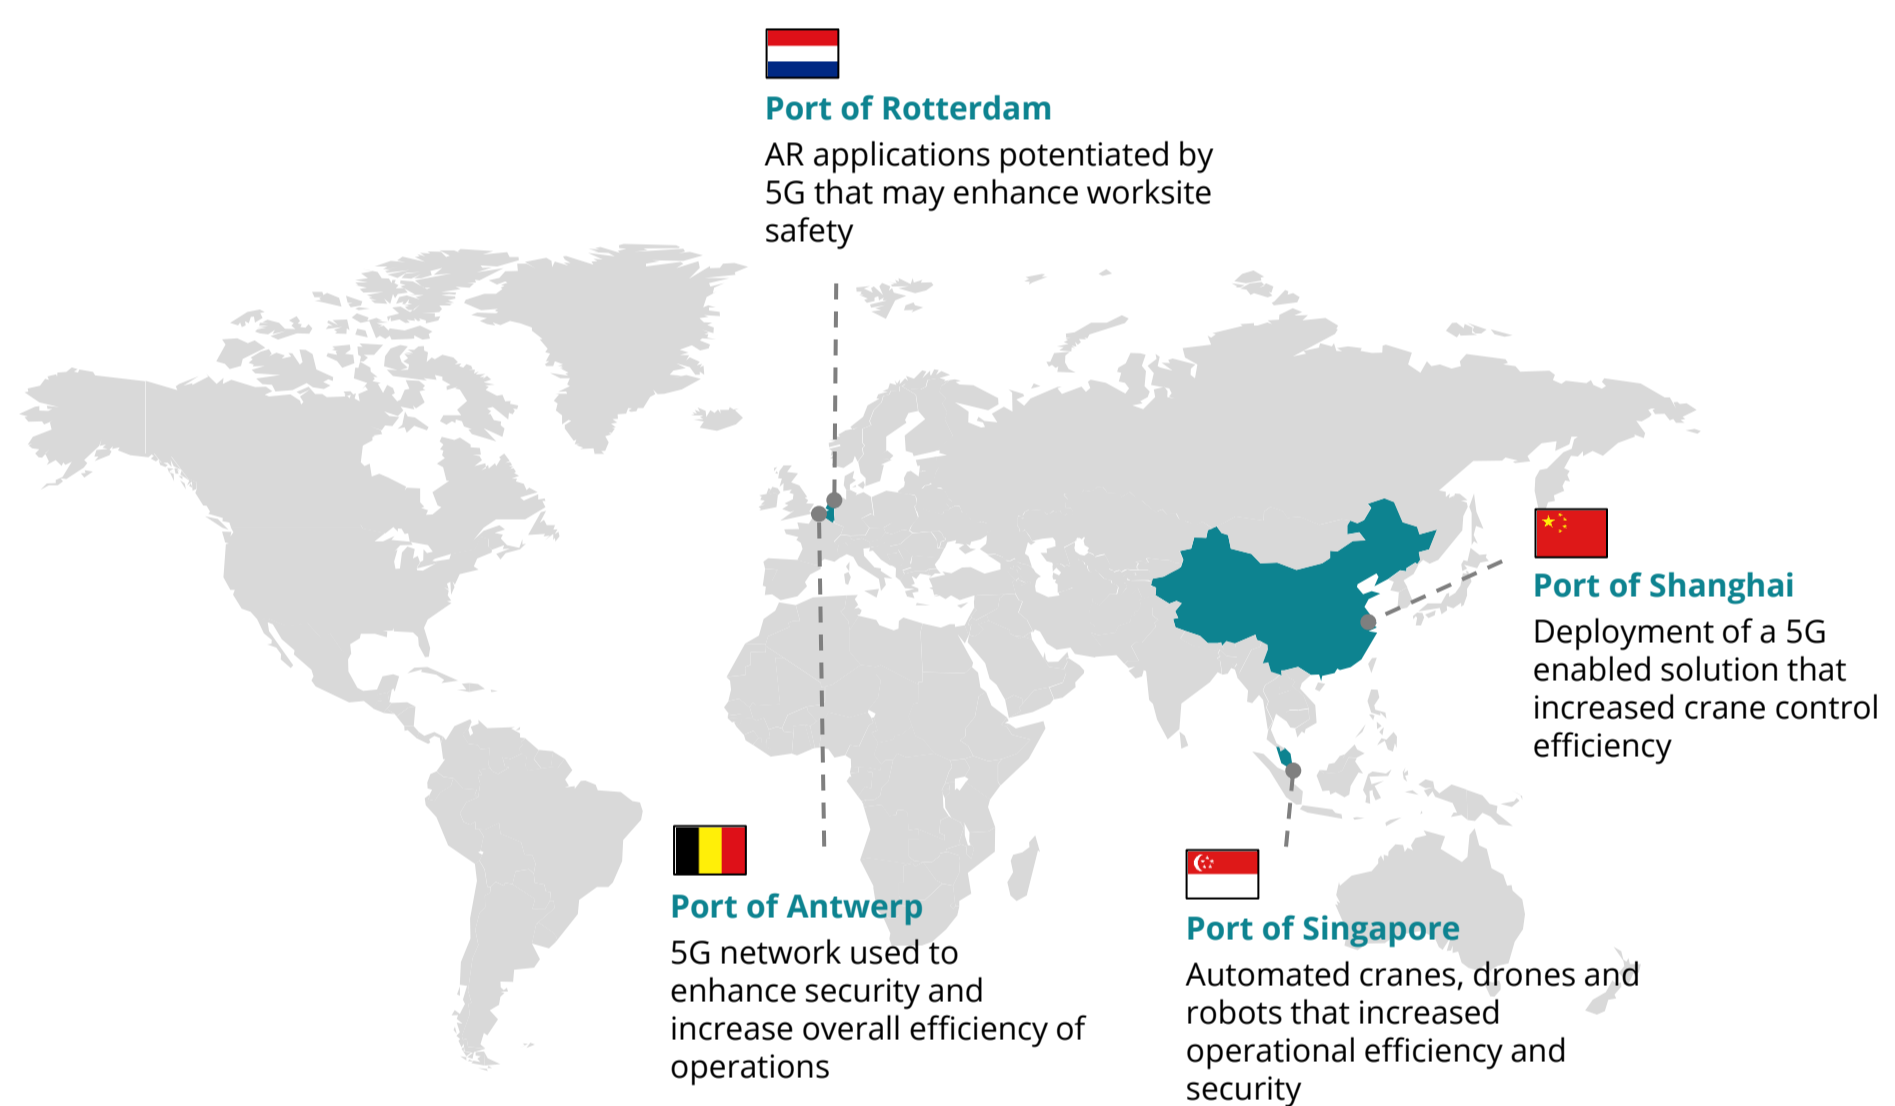 Port of Rotterdam
AR applications potentiated by
5G that may enhance worksite
safety
Port of Shanghai
Deployment of a 5G
enabled solution that
increased crane control
efficiency
Port of Antwerp
5G network used to
enhance security and
increase overall efficiency of
operations
Port of Singapore
Automated cranes, drones and
robots that increased
operational efficiency and
security